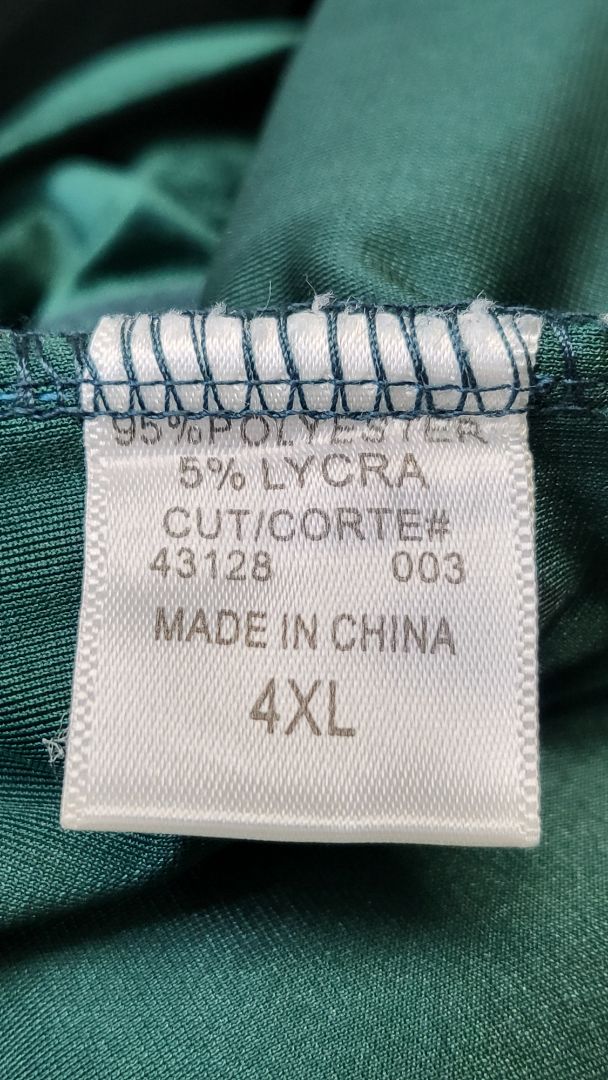 95%POLYESTER
5% LYCRA
CUT/CORTE#
43128 003
MADE IN CHINA
4XL